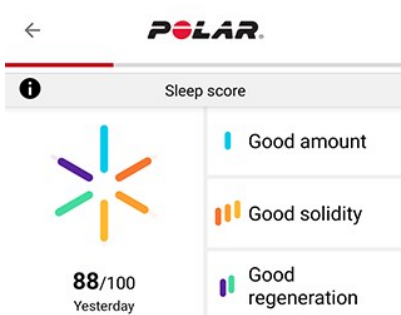 POLAR.
Sleep score
Good amount
Good solidity
Good
regeneration
88/100
Yesterday